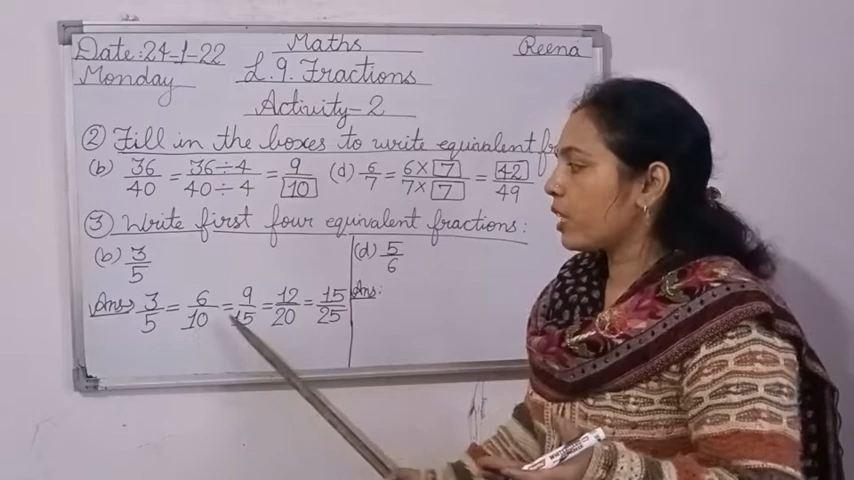 Date: 24-1-22 Maths Reena
Monday L.9. Fractions
Activity-2
② Fill in the boxes to write equivalent
(b) 36/40 = 36÷4/40÷4 = 9/10 (d) 6/7 = 6×7/7×7 = 42/49
③ Write first four equivalent fractions:
(b) 3/5 (d) 5/6
Ans 3/5 = 6/10 = 9/15 = 12/20 = 15/25 Ans: